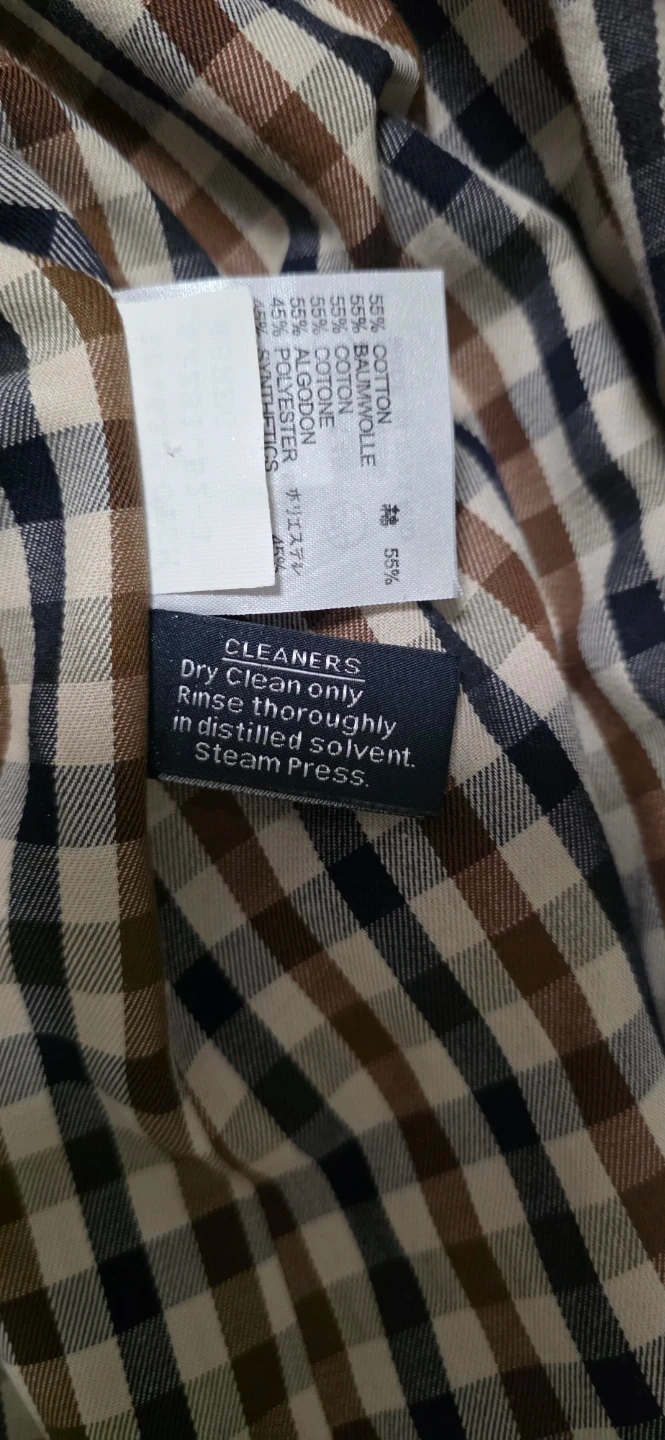 55% COTTON
55% BAUMWOLLE
55% COTON
55% COTONE
55% ALGODON
45% POLYESTER
45% SYNTHETICS
綿 55%
ポリエステル 45%
CLEANERS
Dry Clean only
Rinse thoroughly
in distilled solvent.
Steam Press.